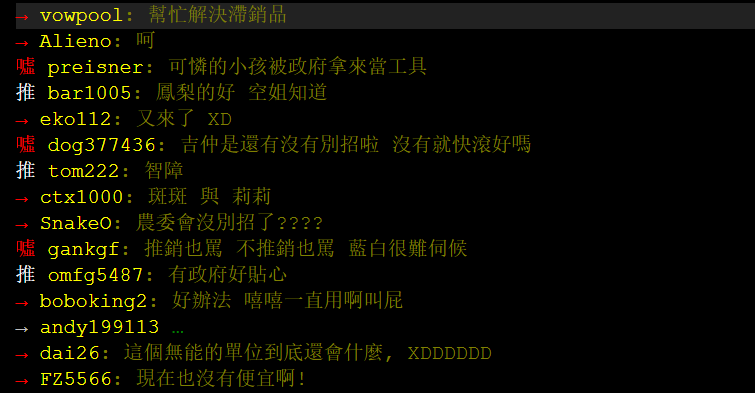 → vowpool: 幫忙解決滯銷品
→ Alieno: 呵
噓 preisner: 可憐的小孩被政府拿來當工具
推 bar1005: 鳳梨的好 空姐知道
→ eko112: 又來了 XD
噓 dog377436: 吉仲是還有沒有別招啦 沒有就快滾好嗎
推 tom222: 智障
→ ctx1000: 斑斑 與 莉莉
→ SnakeO: 農委會沒別招了????
噓 gankgf: 推銷也罵 不推銷也罵 藍白很難伺候
推 omfg5487: 有政府好貼心
→ boboking2: 好辦法 嘻嘻一直用啊叫屁
→ andy199113 …
→ dai26: 這個無能的單位到底還會什麼, XDDDDDD
→ FZ5566: 現在也沒有便宜啊!